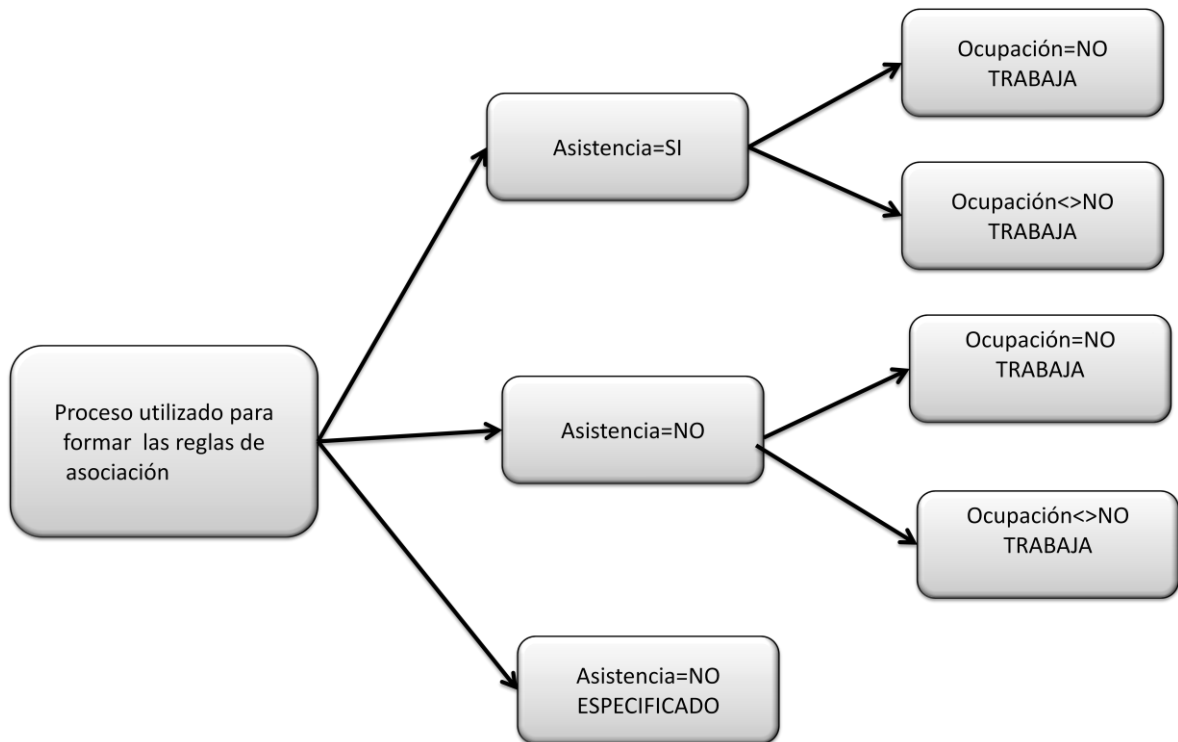 Proceso utilizado para
formar las reglas de
asociación
Asistencia=SI
Ocupación=NO
TRABAJA
Ocupación<>NO
TRABAJA
Asistencia=NO
Ocupación=NO
TRABAJA
Ocupación<>NO
TRABAJA
Asistencia=NO
ESPECIFICADO